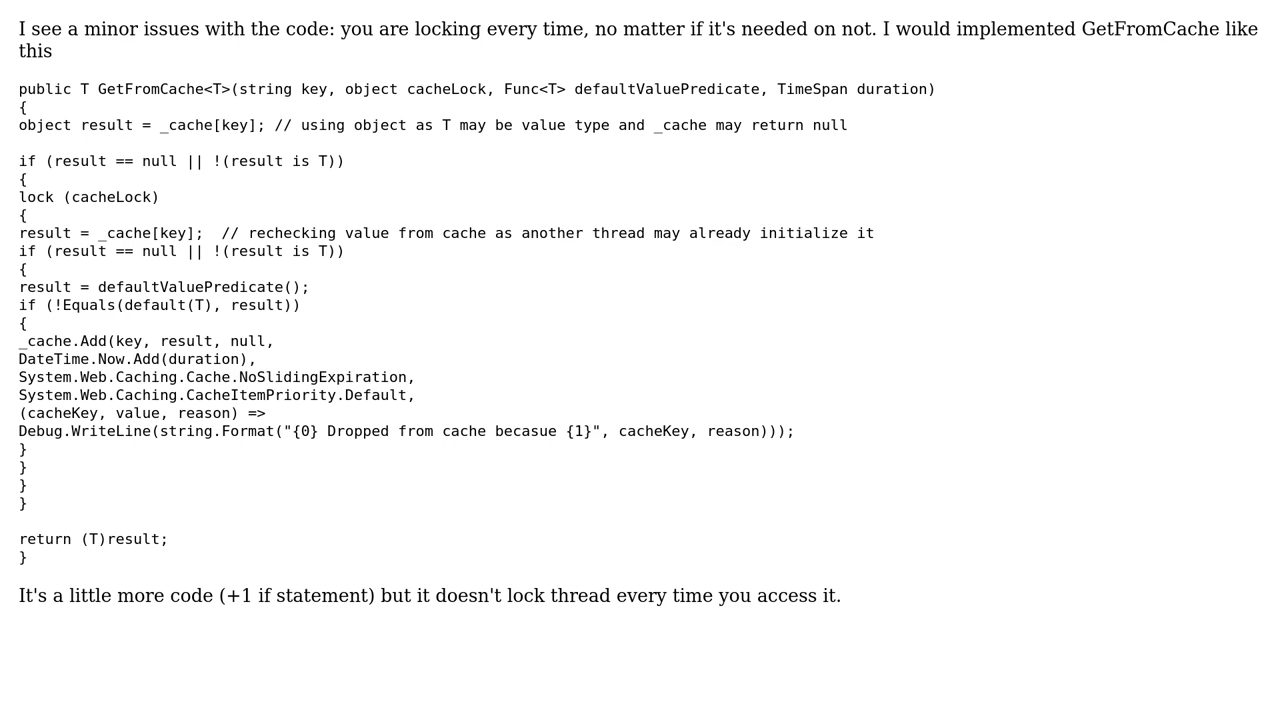 I see a minor issues with the code: you are locking every time, no matter if it's needed on not. I would implemented GetFromCache like
this
public T GetFromCache<T>(string key, object cacheLock, Func<T> defaultValuePredicate, TimeSpan duration)
{
object result = _cache[key]; // using object as T may be value type and _cache may return null
if (result == null || !(result is T))
{
lock (cacheLock)
{
result = _cache[key];  // rechecking value from cache as another thread may already initialize it
if (result == null || !(result is T))
{
result = defaultValuePredicate();
if (!Equals(default(T), result))
{
_cache.Add(key, result, null,
DateTime.Now.Add(duration),
System.Web.Caching.Cache.NoSlidingExpiration,
System.Web.Caching.CacheItemPriority.Default,
(cacheKey, value, reason) =>
Debug.WriteLine(string.Format("{0} Dropped from cache becasue {1}", cacheKey, reason)));
}
}
}
}
return (T)result;
}
It's a little more code (+1 if statement) but it doesn't lock thread every time you access it.